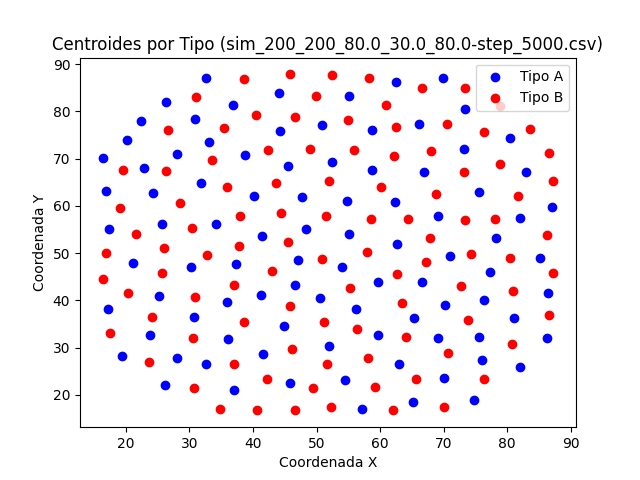 Centroides por Tipo (sim_200_200_80.0_30.0_80.0-step_5000.csv)
Tipo A
Tipo B
90
80
70
60
50
40
30
20
Coordenada Y
20 30 40 50 60 70 80 90
Coordenada X